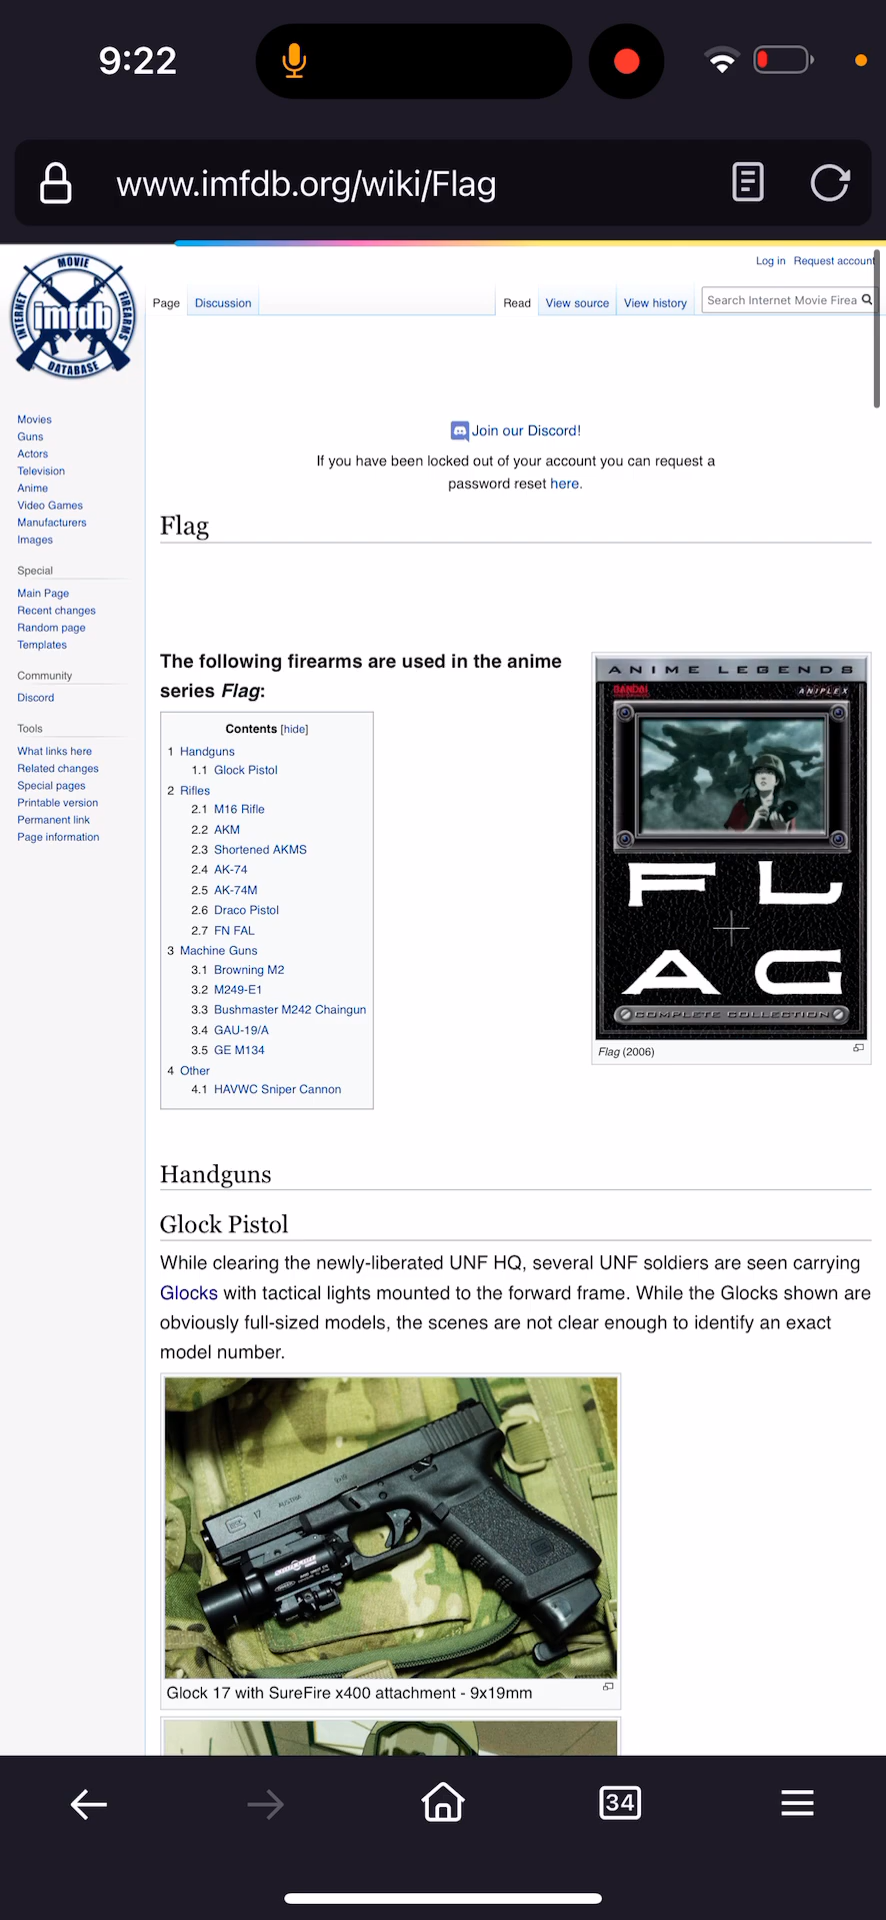 9:22
www.imfdb.org/wiki/Flag
INTERNET MOVIE FIREARMS DATABASE
imfdb
Log in Request account
Page Discussion Read View source View history Search Internet Movie Firea
Movies
Guns
Actors
Television
Anime
Video Games
Manufacturers
Images
Special
Main Page
Recent changes
Random page
Templates
Community
Discord
Tools
What links here
Related changes
Special pages
Printable version
Permanent link
Page information
Join our Discord!
If you have been locked out of your account you can request a
password reset here.
Flag
The following firearms are used in the anime
series Flag:
Contents [hide]
1 Handguns
1.1 Glock Pistol
2 Rifles
2.1 M16 Rifle
2.2 AKM
2.3 Shortened AKMS
2.4 AK-74
2.5 AK-74M
2.6 Draco Pistol
2.7 FN FAL
3 Machine Guns
3.1 Browning M2
3.2 M249-E1
3.3 Bushmaster M242 Chaingun
3.4 GAU-19/A
3.5 GE M134
4 Other
4.1 HAVWC Sniper Cannon
ANIME LEGENDS
BANDAI ANIPLEX
FL
AG
COMPLETE COLLECTION
Flag (2006)
Handguns
Glock Pistol
While clearing the newly-liberated UNF HQ, several UNF soldiers are seen carrying
Glocks with tactical lights mounted to the forward frame. While the Glocks shown are
obviously full-sized models, the scenes are not clear enough to identify an exact
model number.
17 AUSTRIA 9x19
Glock 17 with SureFire x400 attachment - 9x19mm
34